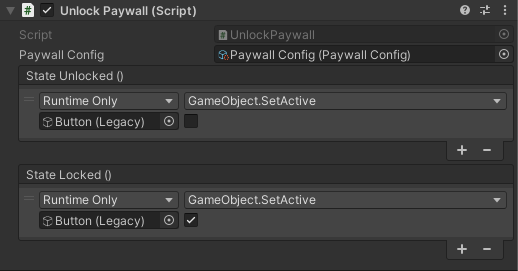 # Unlock Paywall (Script)
Script # UnlockPaywall
Paywall Config Paywall Config (Paywall Config)
State Unlocked ()
Runtime Only GameObject.SetActive
Button (Legacy)
+ −
State Locked ()
Runtime Only GameObject.SetActive
Button (Legacy)
+ −